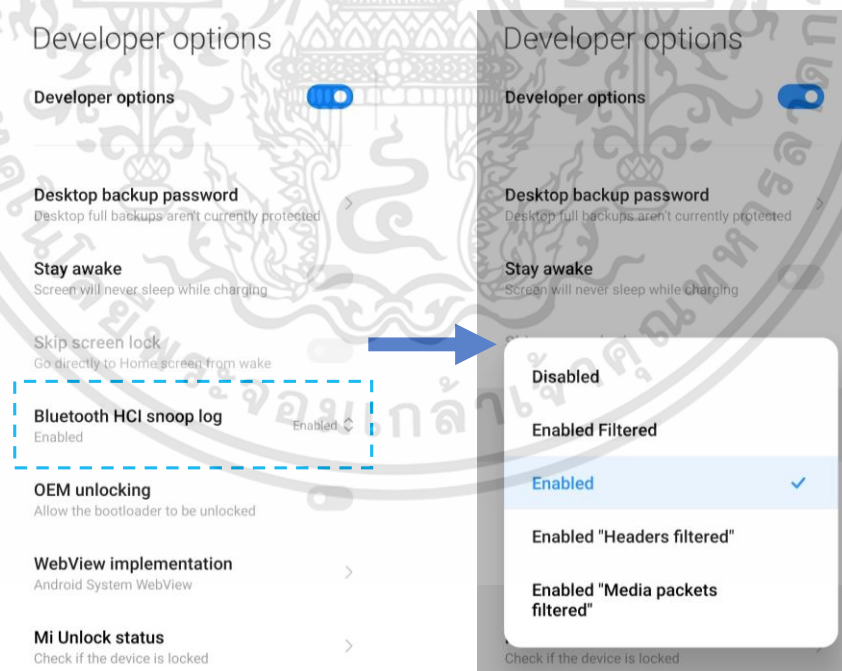 Developer options
Developer options
Desktop backup password
Desktop full backups aren't currently protected
Stay awake
Screen will never sleep while charging
Skip screen lock
Go directly to Home screen from wake
Bluetooth HCI snoop log
Enabled
Enabled
OEM unlocking
Allow the bootloader to be unlocked
WebView implementation
Android System WebView
Mi Unlock status
Check if the device is locked
Developer options
Developer options
Desktop backup password
Desktop full backups aren't currently protected
Stay awake
Screen will never sleep while charging
Disabled
Enabled Filtered
Enabled
Enabled "Headers filtered"
Enabled "Media packets
filtered"
Check if the device is locked